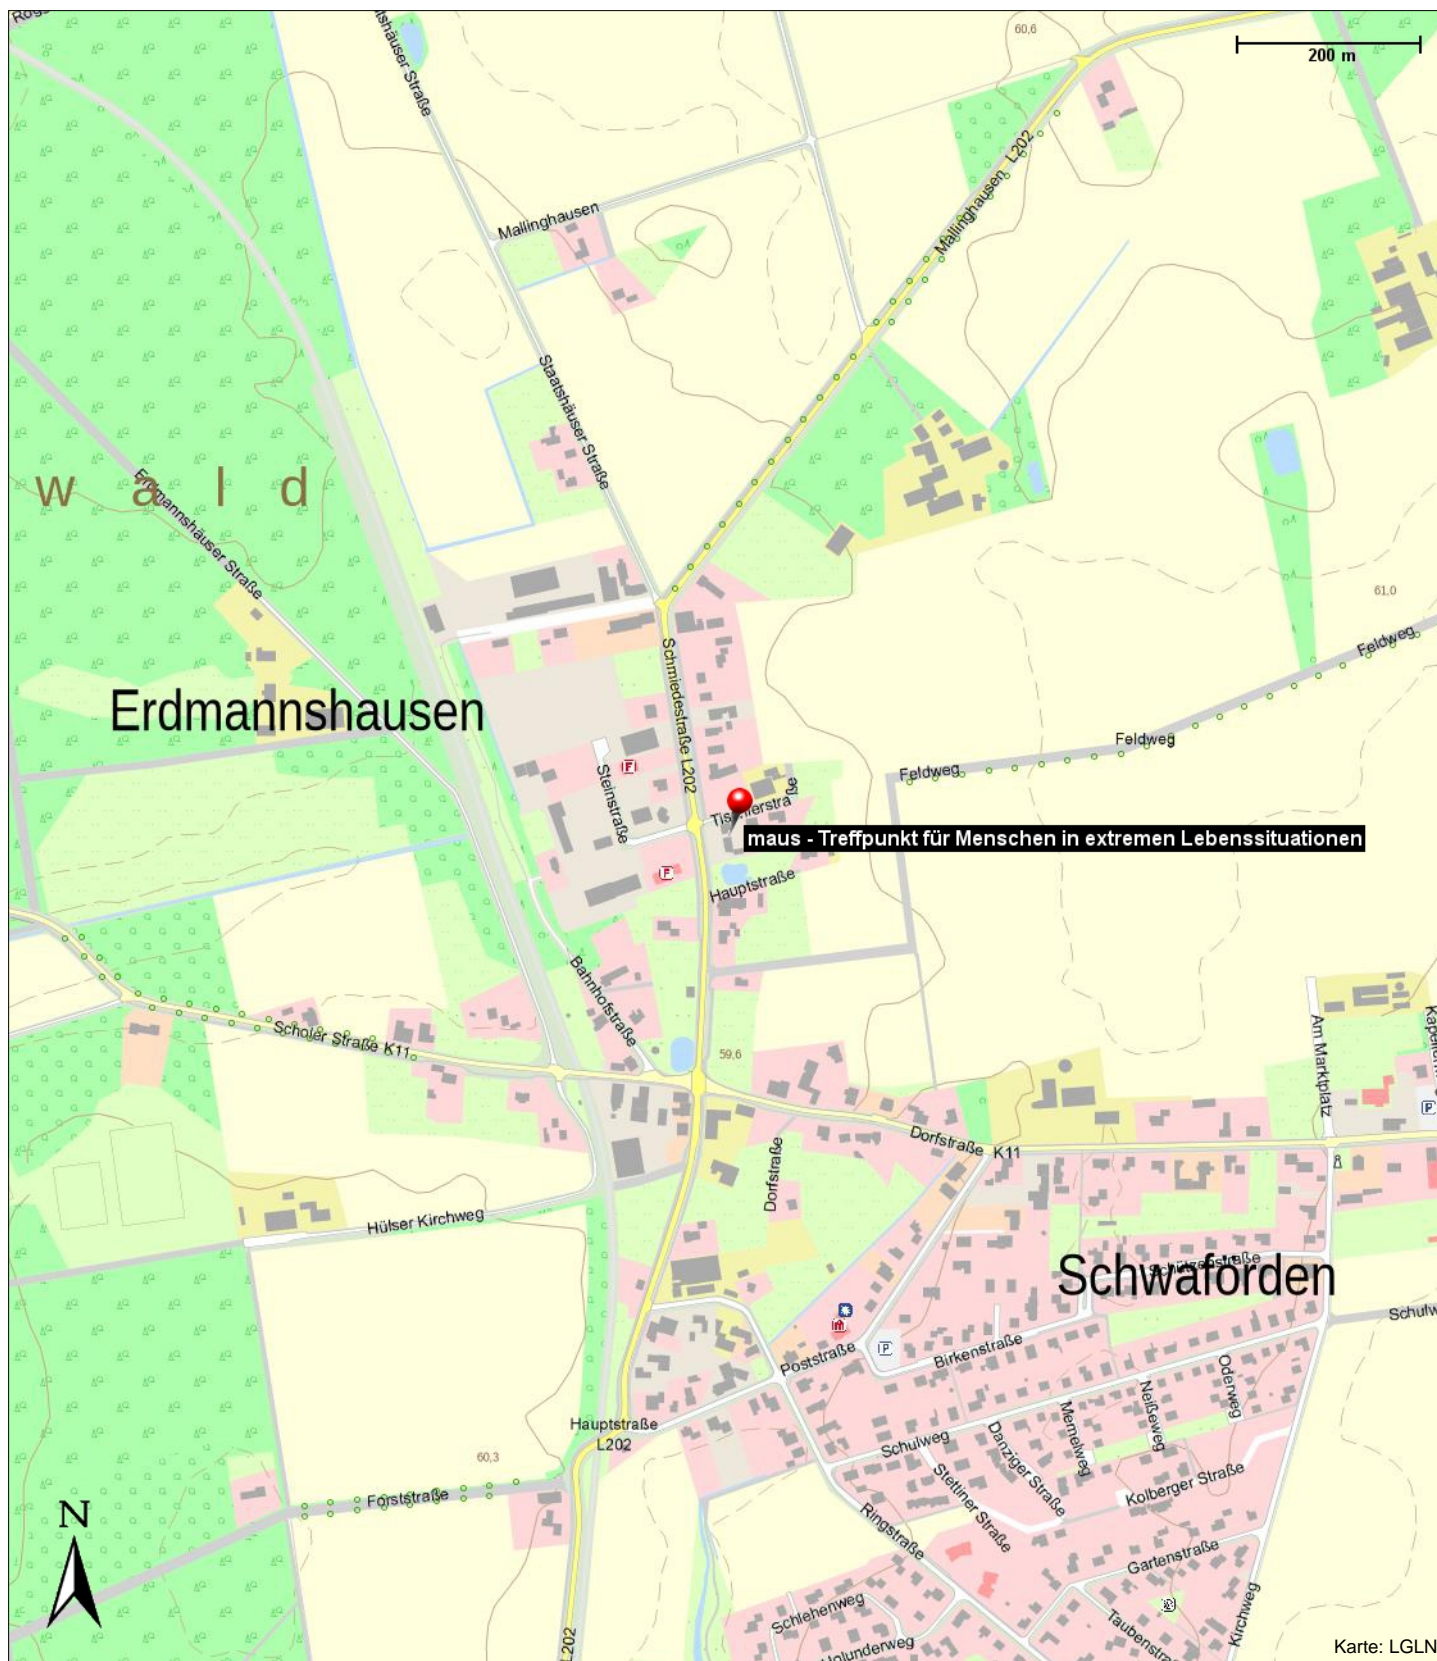 60,6
200 m
Mallinghausen L202
Mallinghausen
Staatshäuser Straße
w a l d
Erdmannshäuser Straße
61,0
Feldweg
Erdmannshausen
Schmiedestraße L202
Feldweg
Feldweg
F
Steinstraße
maus - Treffpunkt für Menschen in extremen Lebenssituationen
F
Hauptstraße
Bahnhofstraße
Scholer Straße K11
59,6
Am Marktplatz
P
Dorfstraße K11
Dorfstraße
Hülser Kirchweg
Schwaförden
Schützenstraße
Poststraße
P
Birkenstraße
Oderweg
Neißeweg
Memelweg
Hauptstraße
L202
Schulweg
Danziger Straße
Stettiner Straße
Kolberger Straße
60,3
Forststraße
Ringstraße
Gartenstraße
N
Schlehenweg
Kirchweg
L202
Karte: LGLN